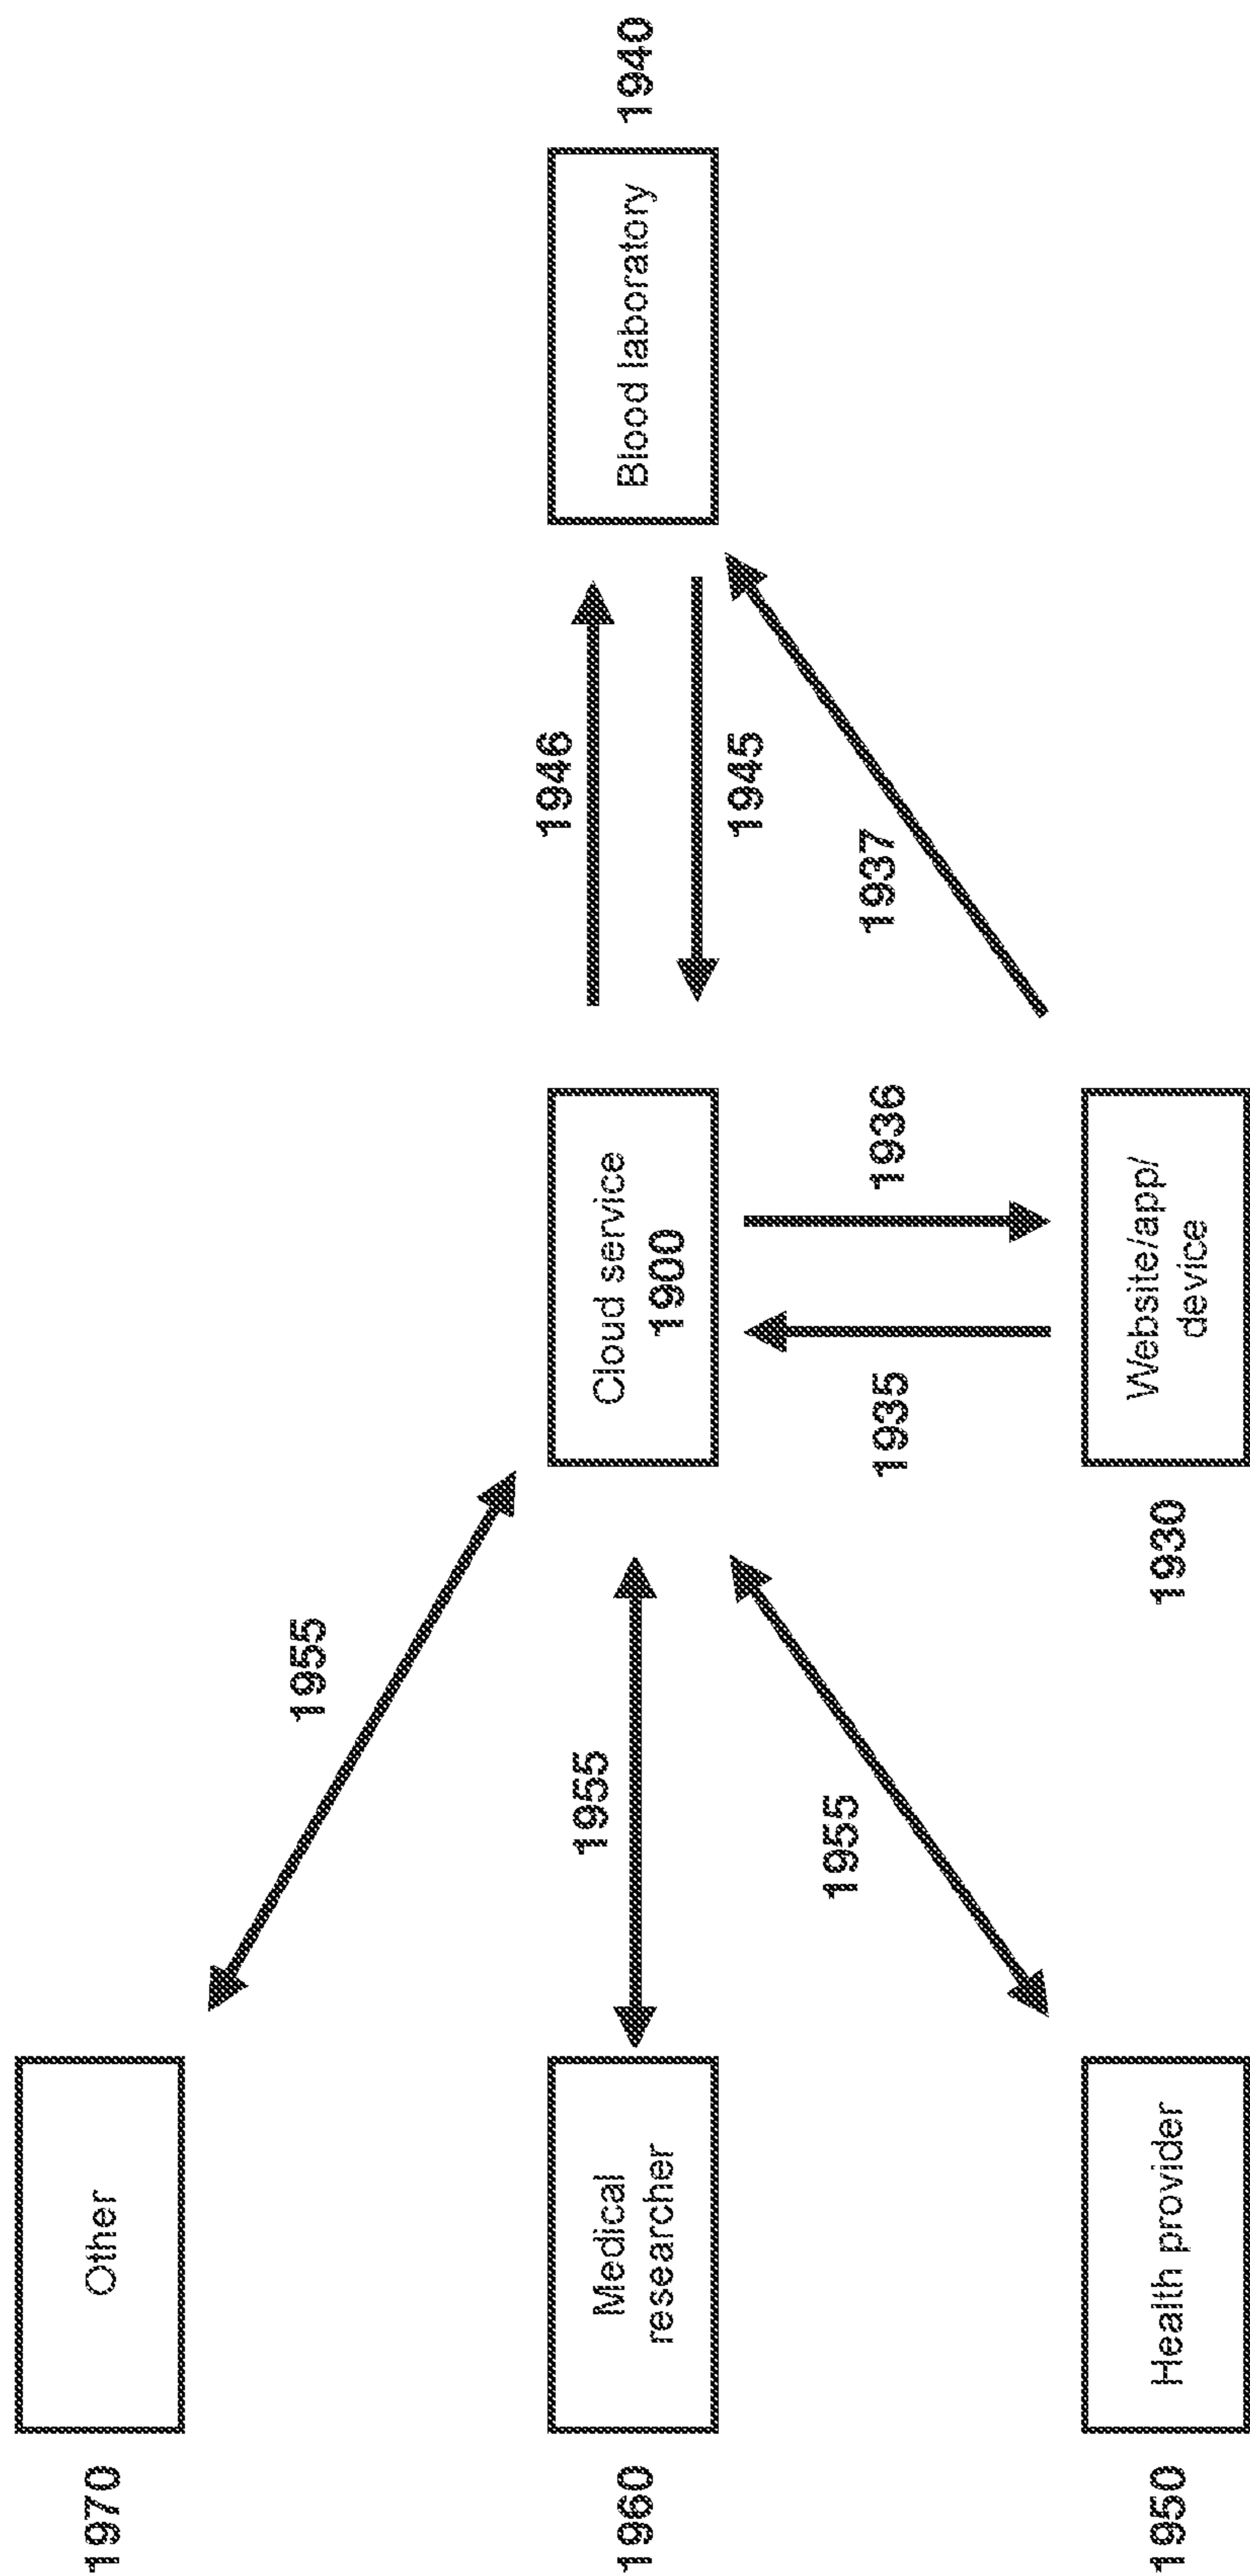 1970
Other
1955
1960
Medical
researcher
1955
Cloud service
1900
1946
1945
Blood laboratory
1940
1955
1935
1936
1937
1950
Health provider
1930
Website/app/
device